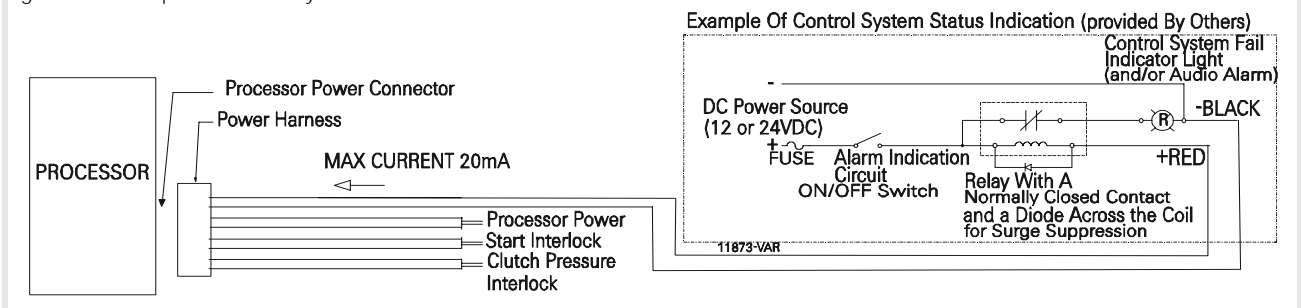 Example Of Control System Status Indication (provided By Others)
Control System Fail
Indicator Light
(and/or Audio Alarm)
-
Processor Power Connector
DC Power Source
(12 or 24VDC)
R
-BLACK
Power Harness
+
FUSE
Alarm Indication
Circuit
ON/OFF Switch
+RED
PROCESSOR
MAX CURRENT 20mA
Relay With A
Normally Closed Contact
and a Diode Across the Coil
for Surge Suppression
Processor Power
Start Interlock
Clutch Pressure
Interlock
11873-VAR